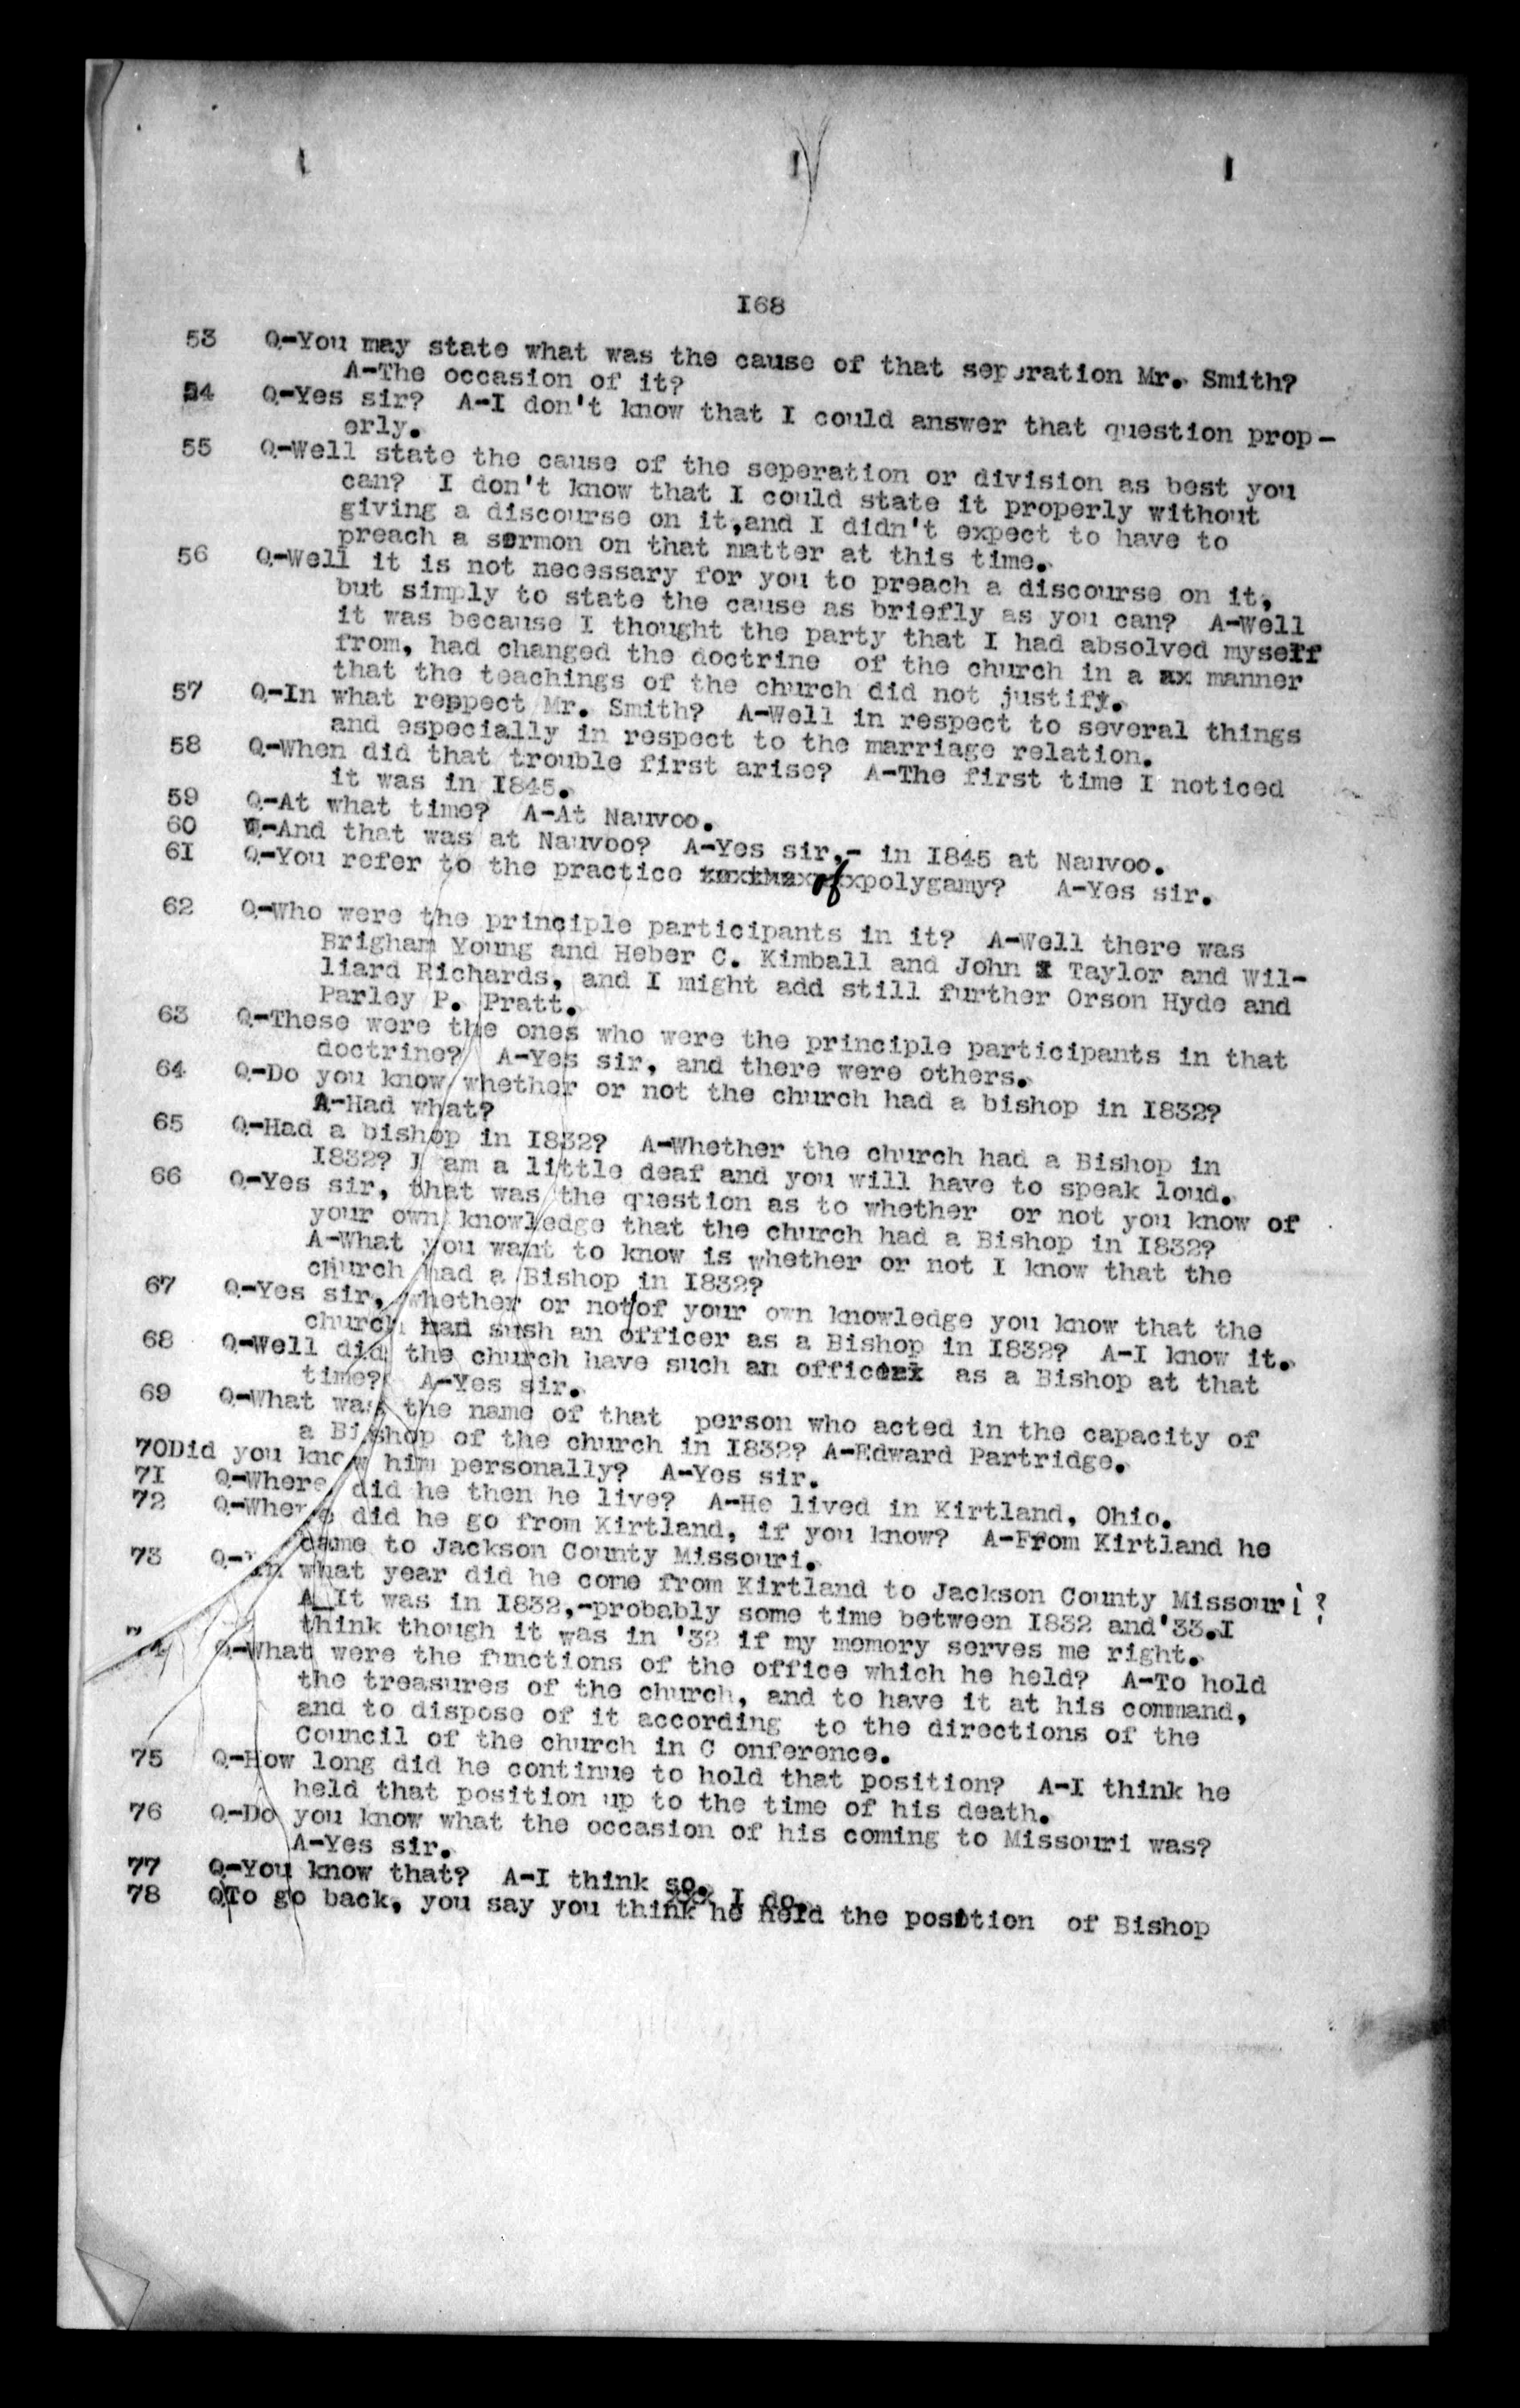 I68
53 Q-You may state what was the cause of that seperation Mr. Smith?
A-The occasion of it?
54 Q-Yes sir? A-I don't know that I could answer that question prop-
erly.
55 Q-Well state the cause of the seperation or division as best you
can? I don't know that I could state it properly without
giving a discourse on it,and I didn't expect to have to
preach a sermon on that matter at this time.
56 Q-Well it is not necessary for you to preach a discourse on it,
but simply to state the cause as briefly as you can? A-Well
it was because I thought the party that I had absolved myself
from, had changed the doctrine of the church in a ax manner
that the teachings of the church did not justify.
57 Q-In what reppect Mr. Smith? A-Well in respect to several things
and especially in respect to the marriage relation.
58 Q-When did that trouble first arise? A-The first time I noticed
it was in I845.
59 Q-At what time? A-At Nauvoo.
60 Q-And that was at Nauvoo? A-Yes sir,- in I845 at Nauvoo.
6I Q-You refer to the practice of polygamy? A-Yes sir.
62 Q-Who were the principle participants in it? A-Well there was
Brigham Young and Heber C. Kimball and John Taylor and Wil-
liard Richards, and I might add still further Orson Hyde and
Parley P. Pratt.
63 Q-These were the ones who were the principle participants in that
doctrine? A-Yes sir, and there were others.
64 Q-Do you know whether or not the church had a bishop in I832?
A-Had what?
65 Q-Had a bishop in I832? A-Whether the church had a Bishop in
I832? I am a little deaf and you will have to speak loud.
66 Q-Yes sir, that was the question as to whether or not you know of
your own knowledge that the church had a Bishop in I832?
A-What you want to know is whether or not I know that the
church had a Bishop in I832?
67 Q-Yes sir, whether or not of your own knowledge you know that the
church had sush an officer as a Bishop in I832? A-I know it.
68 Q-Well did the church have such an officer as a Bishop at that
time? A-Yes sir.
69 Q-What was the name of that person who acted in the capacity of
a Bishop of the church in I832? A-Edward Partridge.
70Did you know him personally? A-Yes sir.
7I Q-Where did he then he live? A-He lived in Kirtland, Ohio.
72 Q-Where did he go from Kirtland, if you know? A-From Kirtland he
came to Jackson County Missouri.
73 Q-In what year did he come from Kirtland to Jackson County Missouri?
A_It was in I832,-probably some time between I832 and'33.I
think though it was in '32 if my memory serves me right.
74 Q-What were the functions of the office which he held? A-To hold
the treasures of the church, and to have it at his command,
and to dispose of it according to the directions of the
Council of the church in C onference.
75 Q-How long did he continue to hold that position? A-I think he
held that position up to the time of his death.
76 Q-Do you know what the occasion of his coming to Missouri was?
A-Yes sir.
77 Q-You know that? A-I think so. I do.
78 QTo go back, you say you think he held the position of Bishop